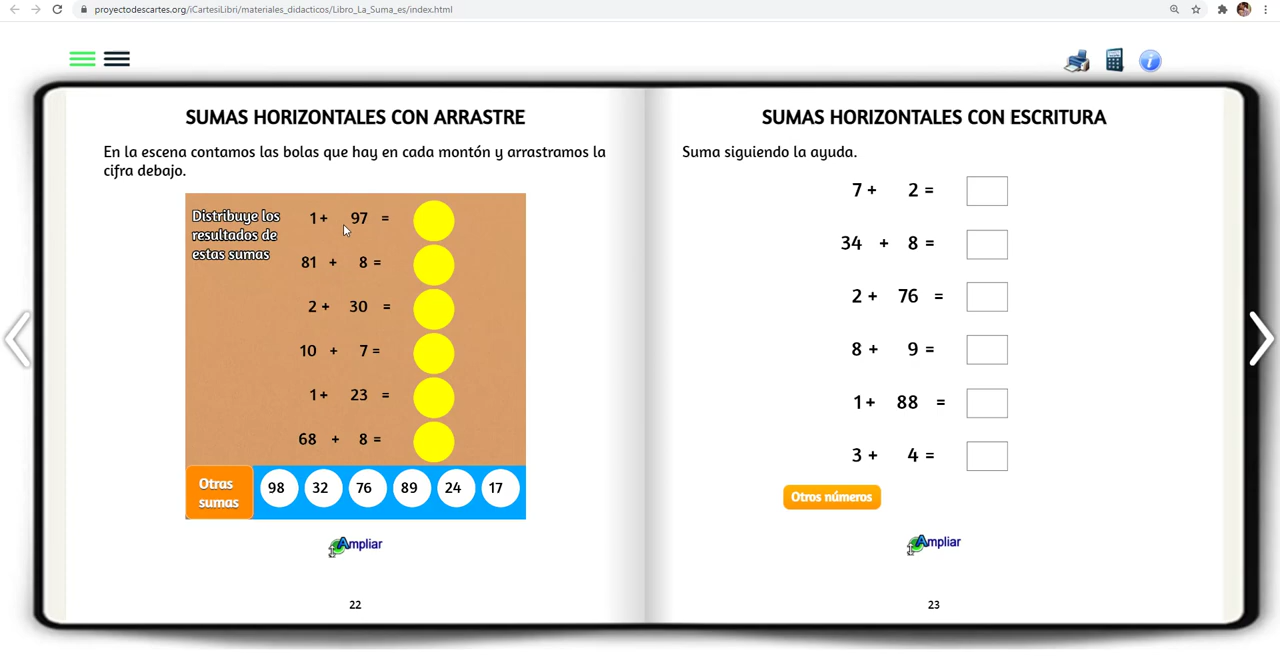 proyectodescartes.org/iCartesiLibri/materiales_didacticos/Libro_La_Suma_es/index.html
SUMAS HORIZONTALES CON ARRASTRE
En la escena contamos las bolas que hay en cada montón y arrastramos la
cifra debajo.
Distribuye los
resultados de
estas sumas
1 + 97 =
81 + 8 =
2 + 30 =
10 + 7 =
1 + 23 =
68 + 8 =
Otras
sumas
98 32 76 89 24 17
Ampliar
22
SUMAS HORIZONTALES CON ESCRITURA
Suma siguiendo la ayuda.
7 + 2 =
34 + 8 =
2 + 76 =
8 + 9 =
1 + 88 =
3 + 4 =
Otros números
Ampliar
23